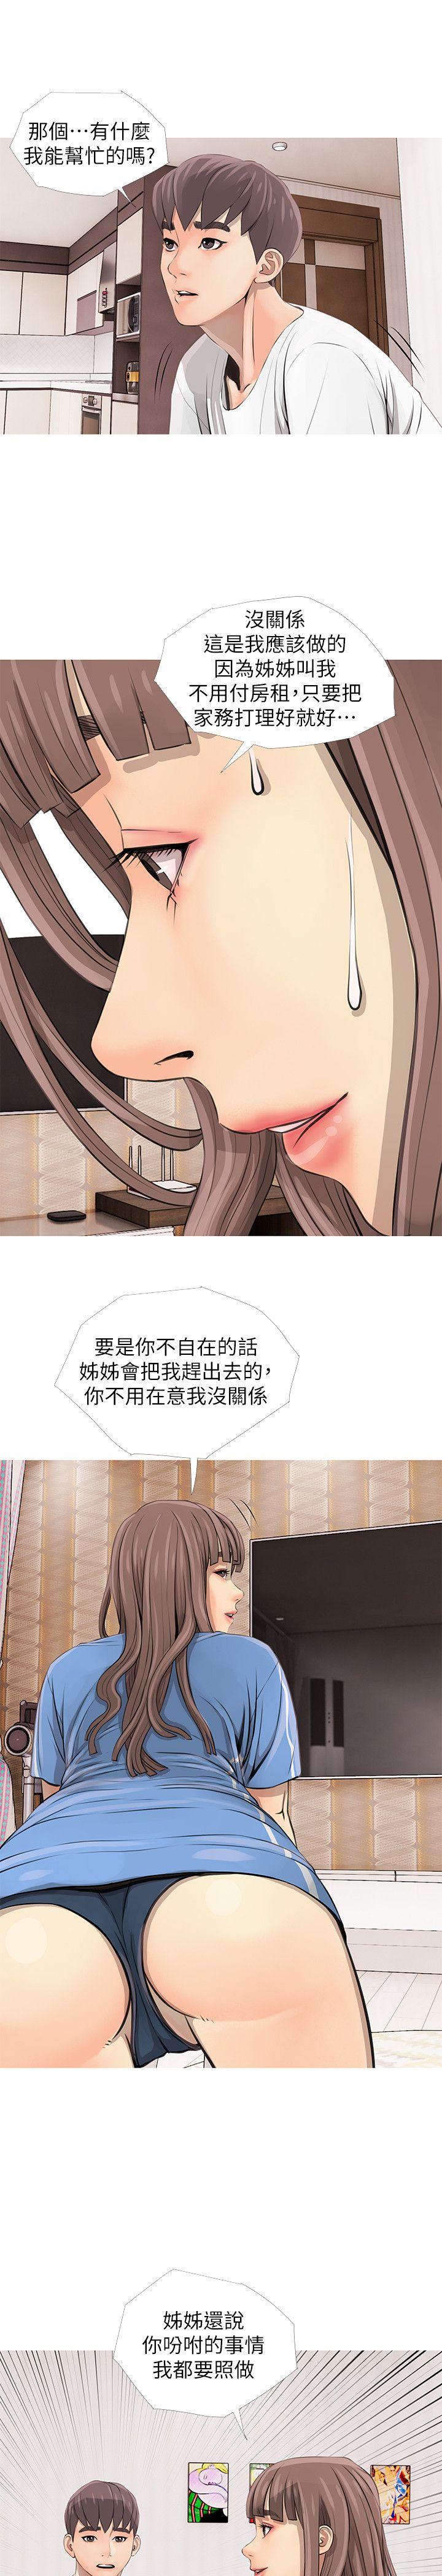 那個⋯有什麼
我能幫忙的嗎?
沒關係
這是我應該做的
因為姊姊叫我
不用付房租,只要把
家務打理好就好⋯
要是你不自在的話
姊姊會把我趕出去的,
你不用在意我沒關係
姊姊還說
你吩咐的事情
我都要照做